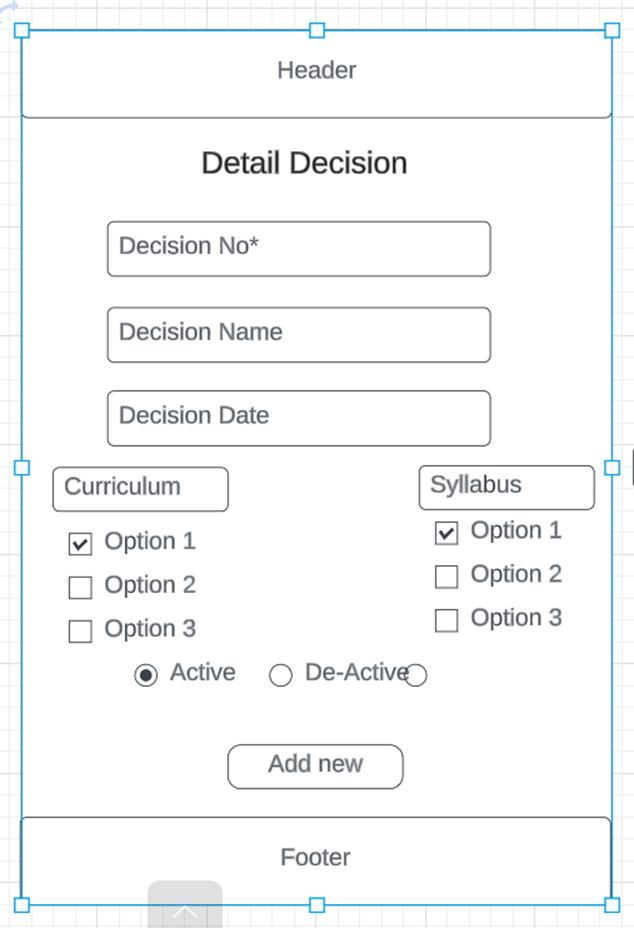 Header
Detail Decision
Decision No*
Decision Name
Decision Date
Curriculum
Option 1
Option 2
Option 3
Syllabus
Option 1
Option 2
Option 3
Active De-Active
Add new
Footer